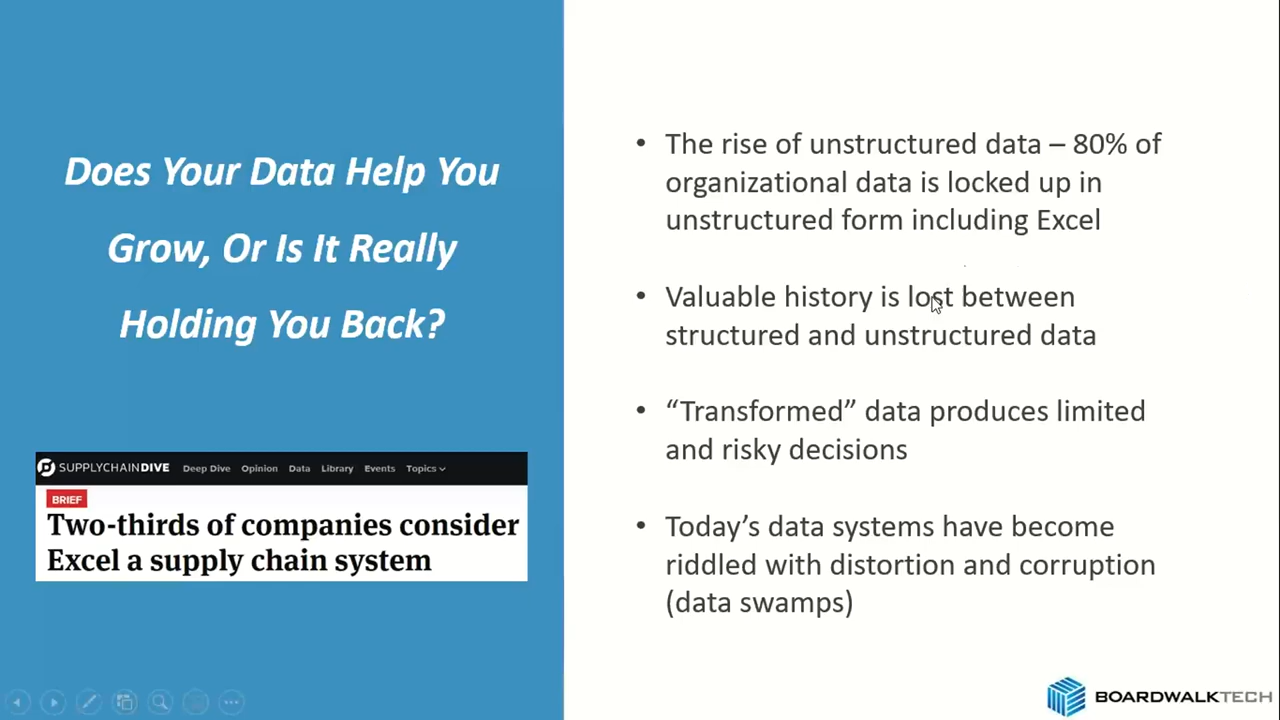 Does Your Data Help You
Grow, Or Is It Really
Holding You Back?
SUPPLYCHAINDIVE Deep Dive Opinion Data Library Events Topics
BRIEF
Two-thirds of companies consider
Excel a supply chain system
• The rise of unstructured data – 80% of
organizational data is locked up in
unstructured form including Excel
• Valuable history is lost between
structured and unstructured data
• “Transformed” data produces limited
and risky decisions
• Today’s data systems have become
riddled with distortion and corruption
(data swamps)
BOARDWALKTECH